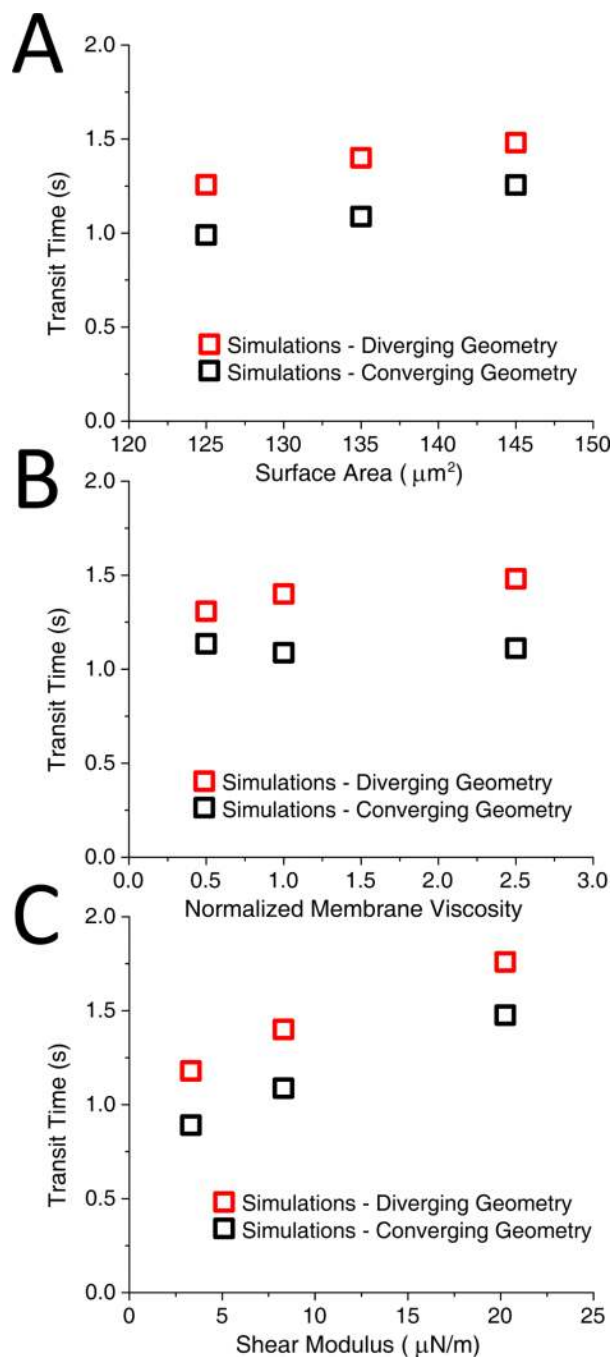 A
2.0
1.5
1.0
0.5
0.0
Transit Time (s)
Simulations - Diverging Geometry
Simulations - Converging Geometry
120 125 130 135 140 145 150
Surface Area ( μm²)
B
2.0
1.5
1.0
0.5
0.0
Transit Time (s)
Simulations - Diverging Geometry
Simulations - Converging Geometry
0.0 0.5 1.0 1.5 2.0 2.5 3.0
Normalized Membrane Viscosity
C
2.0
1.5
1.0
0.5
0.0
Transit Time (s)
Simulations - Diverging Geometry
Simulations - Converging Geometry
0 5 10 15 20 25
Shear Modulus ( μN/m)